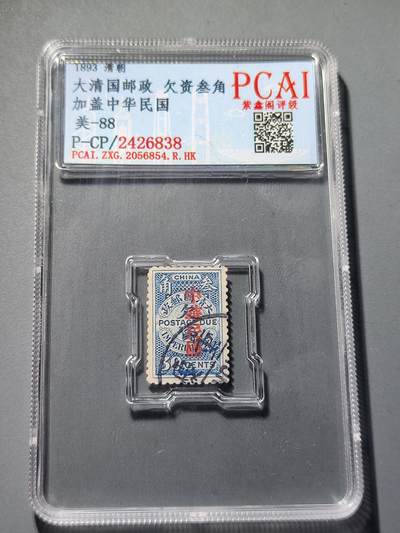 1893 清朝
大清国邮政 欠资叁角
加盖中华民国
美-88
P-CP/2426838
PCAI.ZXG.2056854.R.HK
PCAI
紫鑫阁评级
CHINA
POSTAGE DUE
CENTS